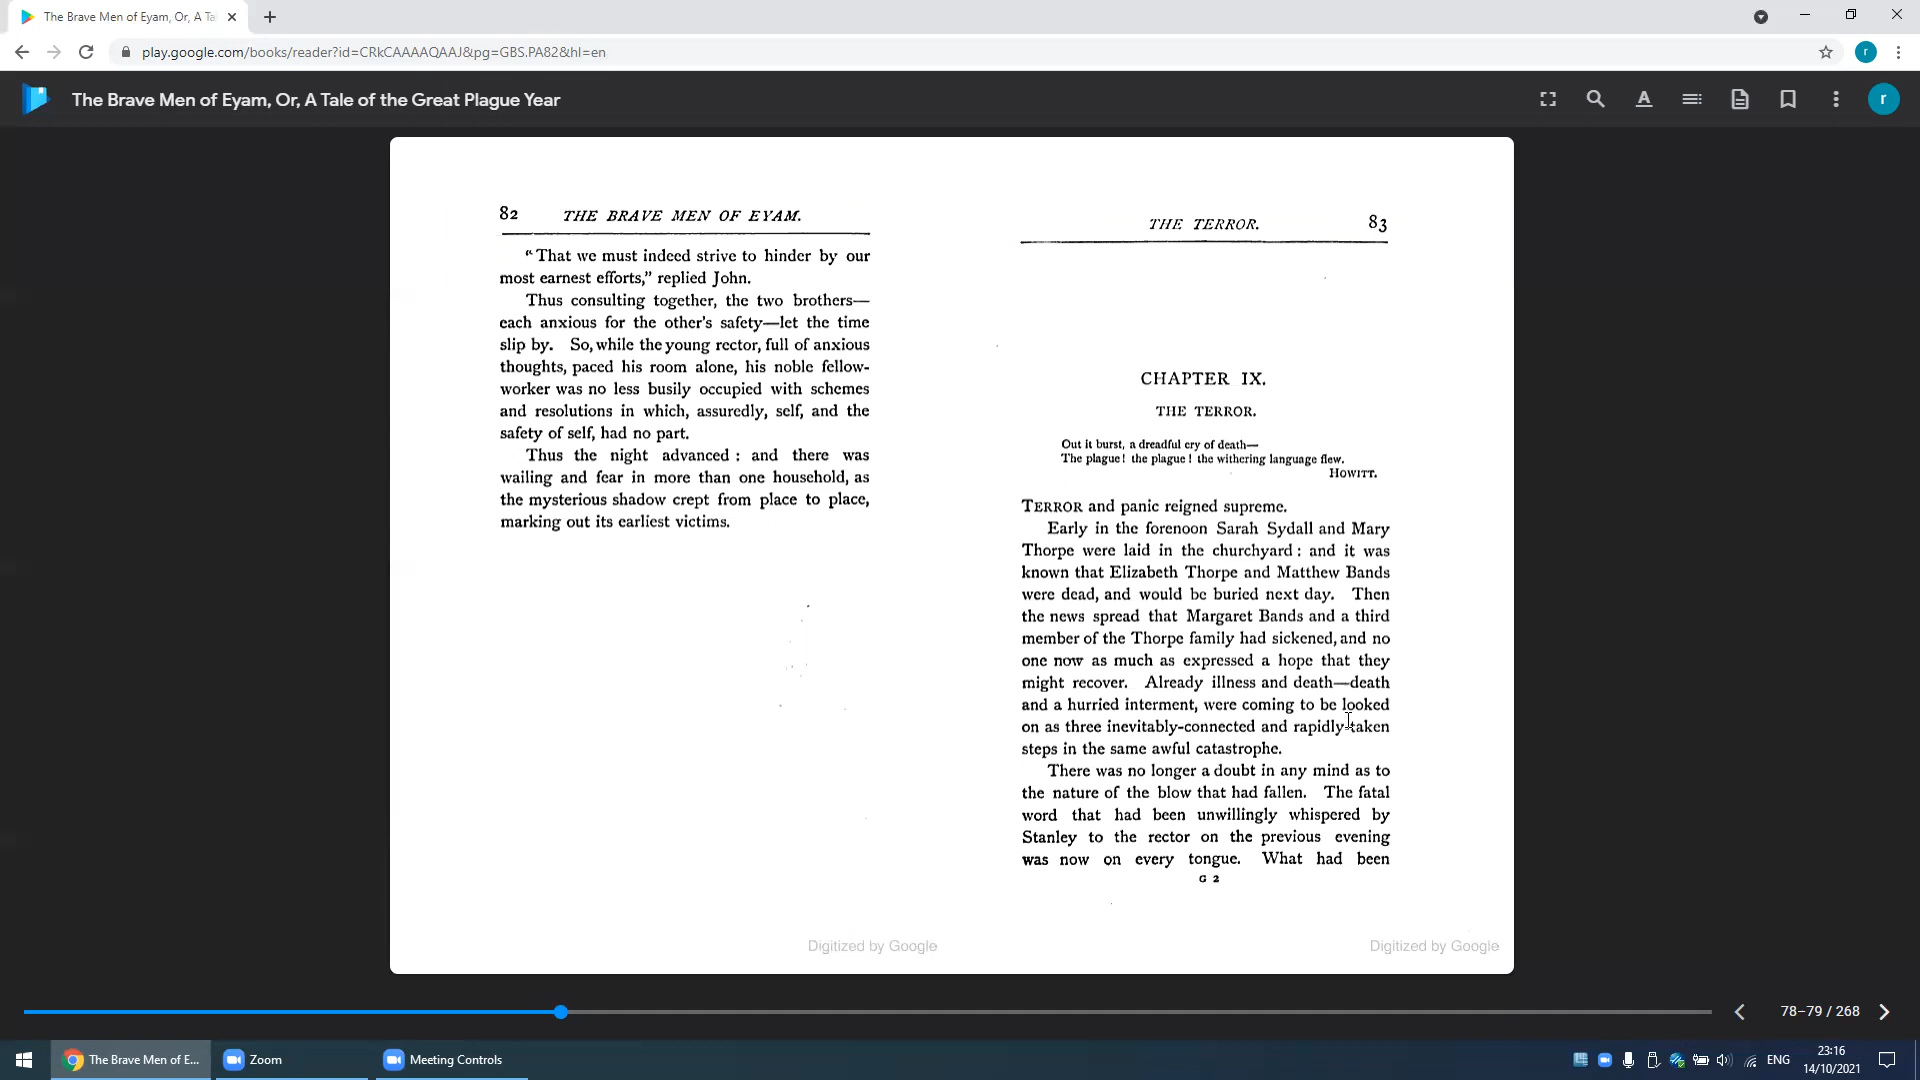 The Brave Men of Eyam, Or, A Ta
play.google.com/books/reader?id=CRkCAAAAQAAJ&pg=GBS.PA82&hl=en
r
The Brave Men of Eyam, Or, A Tale of the Great Plague Year
A
r
82 THE BRAVE MEN OF EYAM.
“That we must indeed strive to hinder by our
most earnest efforts,” replied John.
Thus consulting together, the two brothers—
each anxious for the other's safety—let the time
slip by. So, while the young rector, full of anxious
thoughts, paced his room alone, his noble fellow-
worker was no less busily occupied with schemes
and resolutions in which, assuredly, self, and the
safety of self, had no part.
Thus the night advanced : and there was
wailing and fear in more than one household, as
the mysterious shadow crept from place to place,
marking out its earliest victims.
Digitized by Google
THE TERROR. 83
CHAPTER IX.
THE TERROR.
Out it burst, a dreadful cry of death—
The plague ! the plague ! the withering language flew.
HOWITT.
TERROR and panic reigned supreme.
Early in the forenoon Sarah Sydall and Mary
Thorpe were laid in the churchyard : and it was
known that Elizabeth Thorpe and Matthew Bands
were dead, and would be buried next day. Then
the news spread that Margaret Bands and a third
member of the Thorpe family had sickened, and no
one now as much as expressed a hope that they
might recover. Already illness and death—death
and a hurried interment, were coming to be looked
on as three inevitably-connected and rapidly-taken
steps in the same awful catastrophe.
There was no longer a doubt in any mind as to
the nature of the blow that had fallen. The fatal
word that had been unwillingly whispered by
Stanley to the rector on the previous evening
was now on every tongue. What had been
G 2
Digitized by Google
78–79 / 268
The Brave Men of E...
Zoom
Meeting Controls
ENG
23:16
14/10/2021